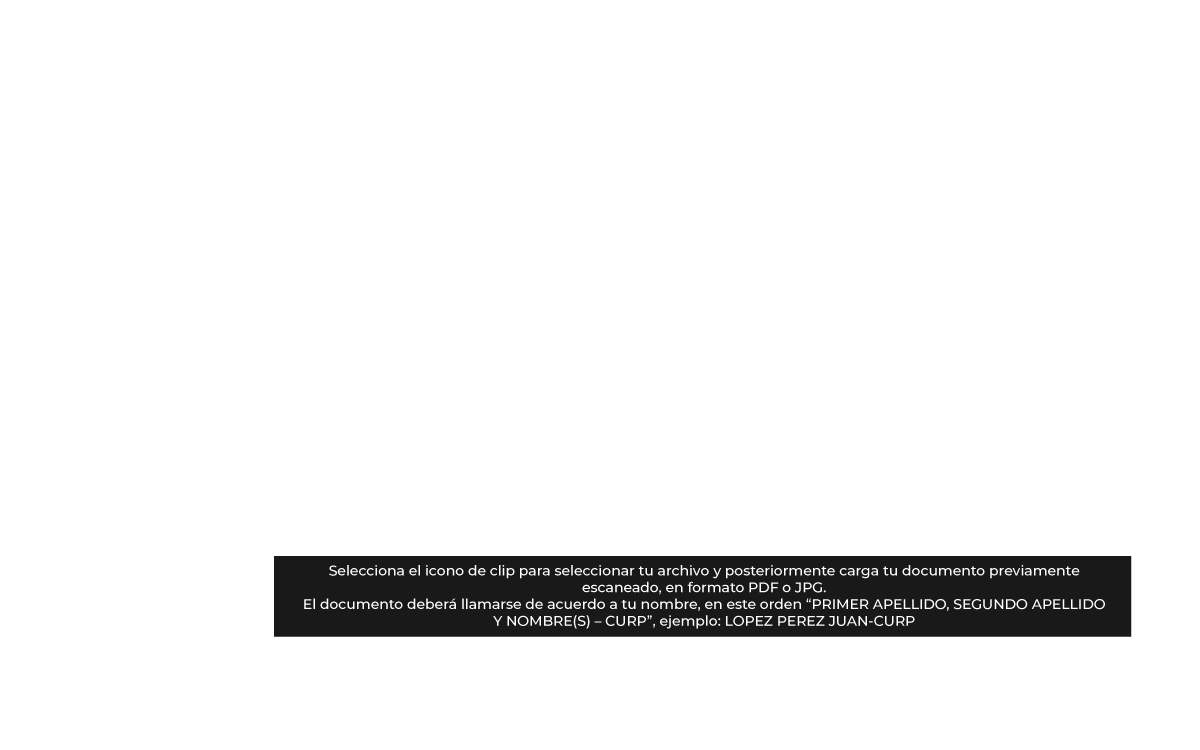 Selecciona el icono de clip para seleccionar tu archivo y posteriormente carga tu documento previamente
escaneado, en formato PDF o JPG.
El documento deberá llamarse de acuerdo a tu nombre, en este orden “PRIMER APELLIDO, SEGUNDO APELLIDO
Y NOMBRE(S) – CURP”, ejemplo: LOPEZ PEREZ JUAN-CURP